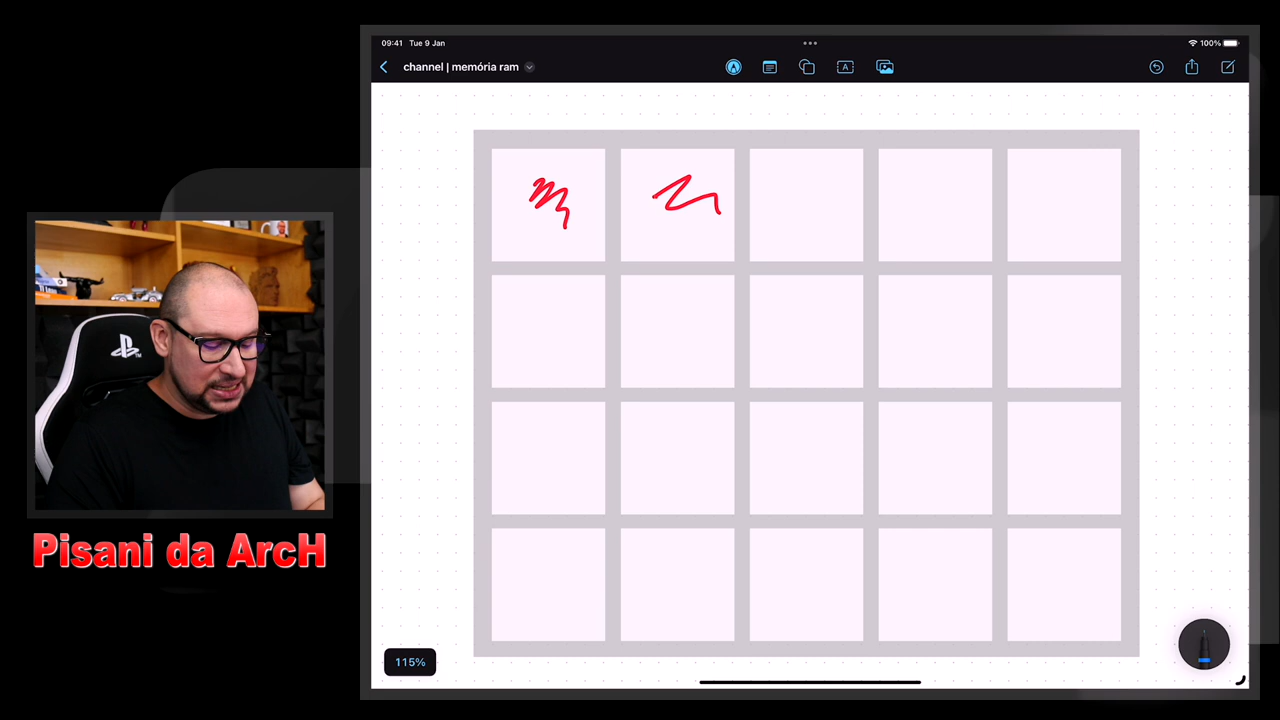 09:41 Tue 9 Jan
100%
channel | memória ram
A
Pisani da ArcH
115%